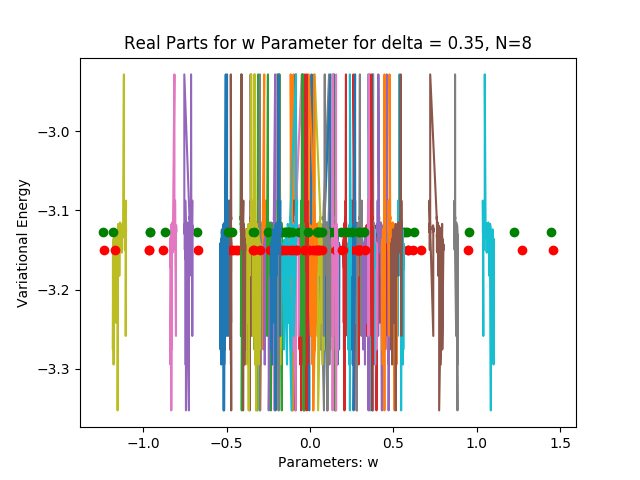 Real Parts for w Parameter for delta = 0.35, N=8
Variational Energy
−3.0
−3.1
−3.2
−3.3
−1.0 −0.5 0.0 0.5 1.0 1.5
Parameters: w